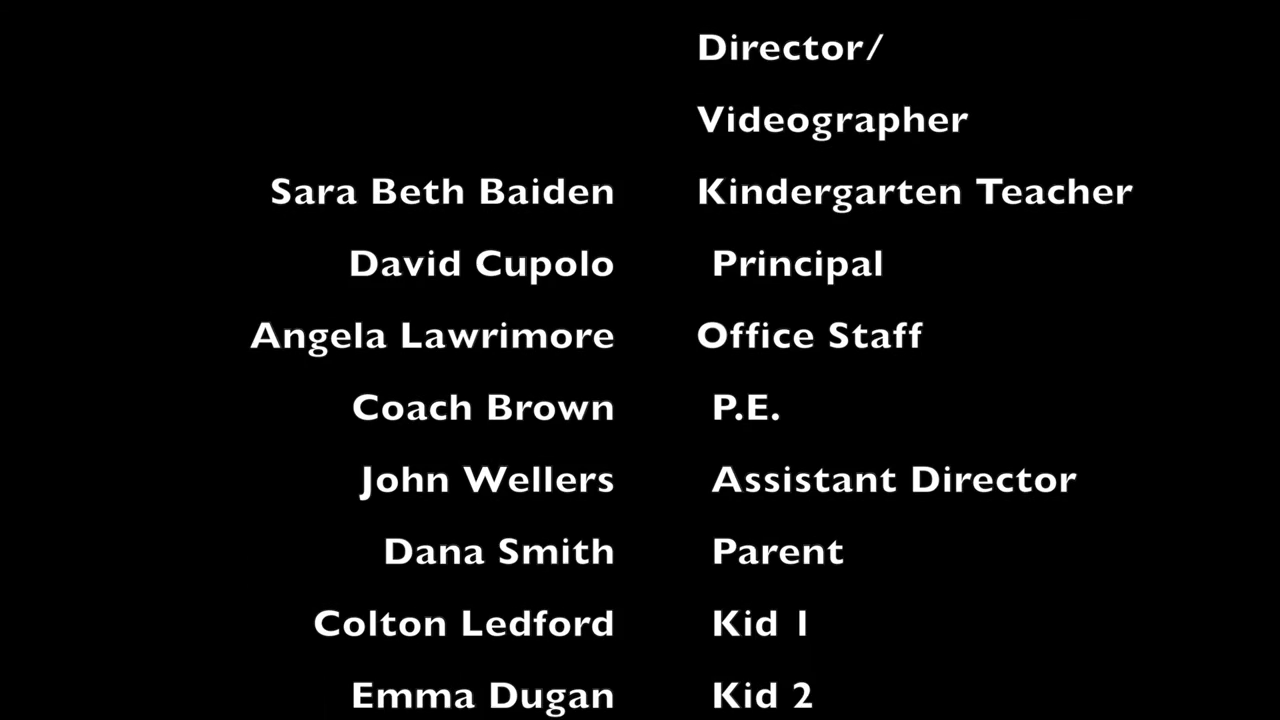 Director/
Videographer
Sara Beth Baiden Kindergarten Teacher
David Cupolo Principal
Angela Lawrimore Office Staff
Coach Brown P.E.
John Wellers Assistant Director
Dana Smith Parent
Colton Ledford Kid 1
Emma Dugan Kid 2